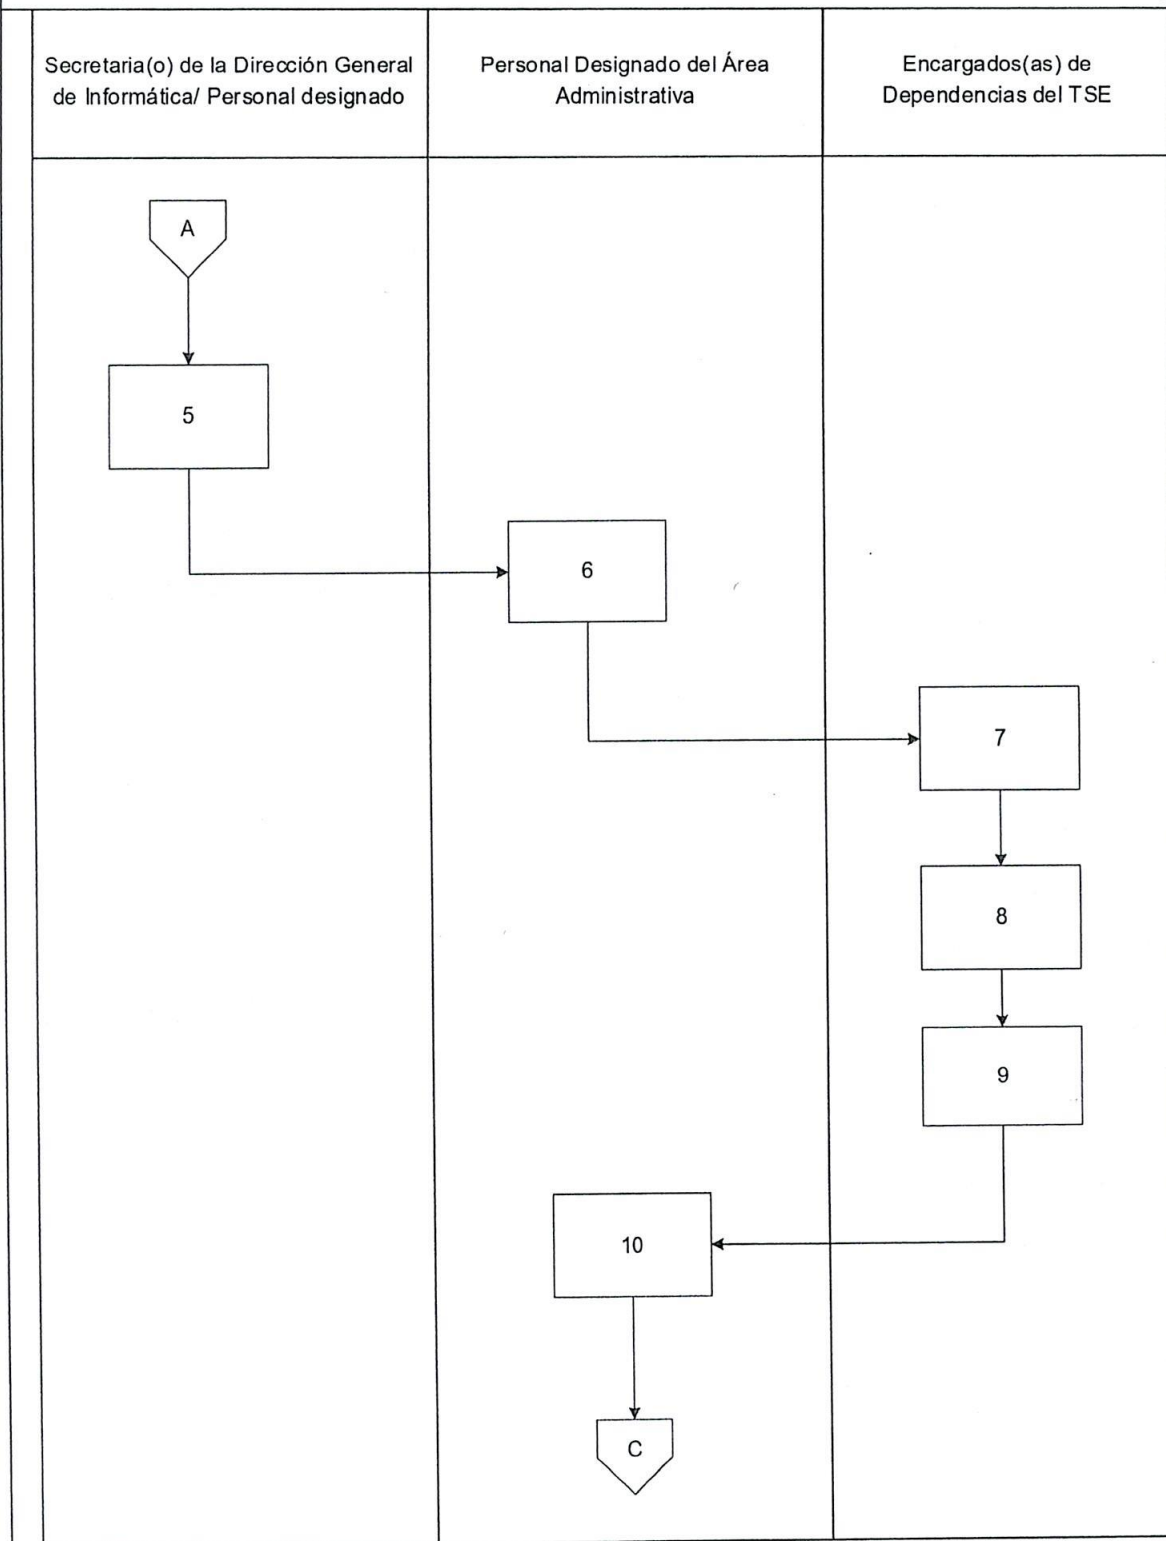 Secretaria(o) de la Dirección General
de Informática/ Personal designado
Personal Designado del Área
Administrativa
Encargados(as) de
Dependencias del TSE
A
5
6
7
8
9
10
C